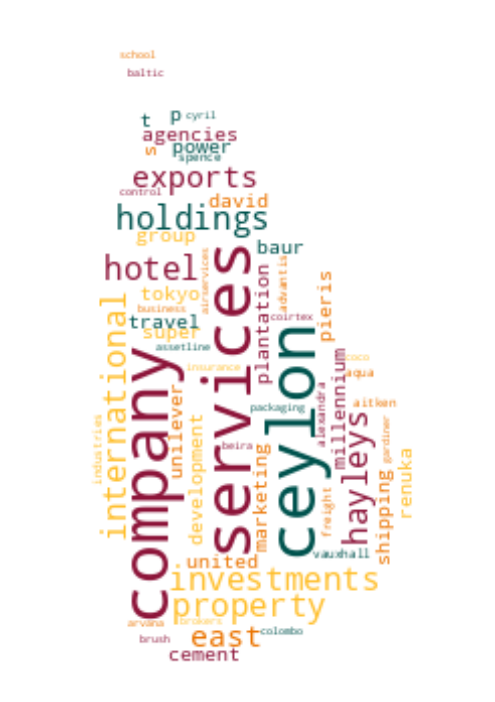 school
baltic
t
p
cyril
agencies
s
power
spence
exports
control
david
holdings
group
baur
hotel
services
airservices
plantation
advantis
tokyo
pieris
business
travel
coirtex
super
assetline
international
company
ceylon
insurance
millennium
coco
aqua
unilever
alexandra
packaging
aitken
hayleys
industries
development
beira
marketing
gardiner
renuka
shipping
freight
vauxhall
united
investments
property
arvana
brokers
east
colombo
brush
cement